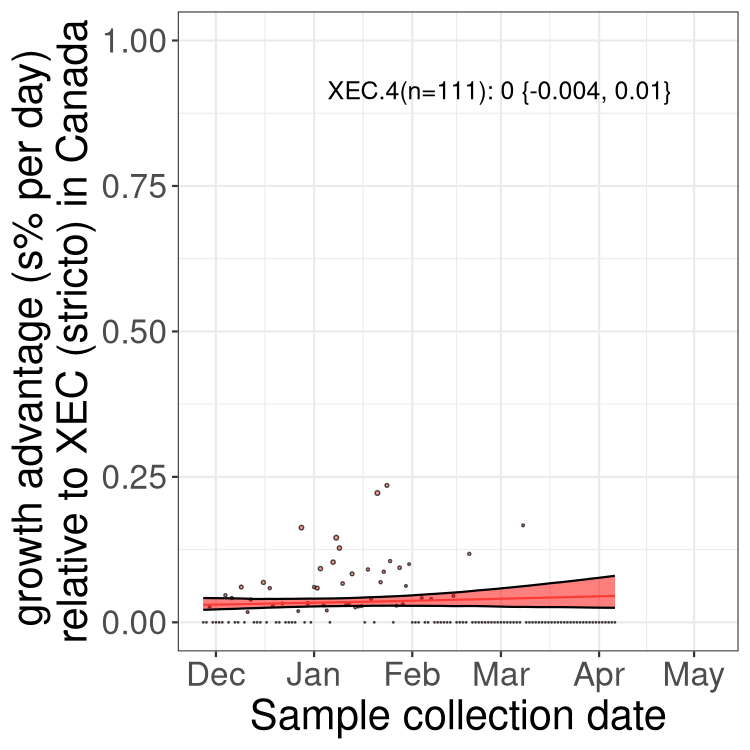 growth advantage (s% per day)
relative to XEC (stricto) in Canada
1.00
0.75
0.50
0.25
0.00
XEC.4(n=111): 0 {-0.004, 0.01}
Dec Jan Feb Mar Apr May
Sample collection date